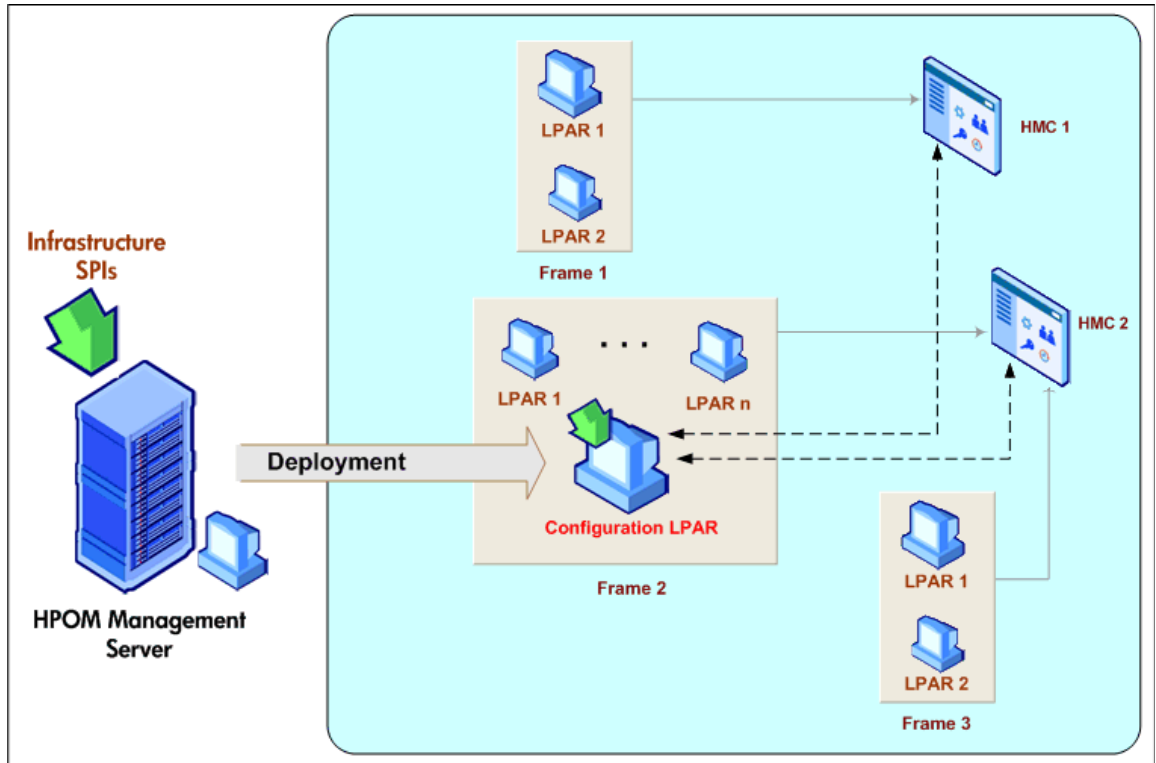 Infrastructure
SPIs
HPOM Management
Server
Deployment
LPAR 1
LPAR 2
Frame 1
HMC 1
LPAR 1
. . .
LPAR n
Configuration LPAR
Frame 2
HMC 2
LPAR 1
LPAR 2
Frame 3